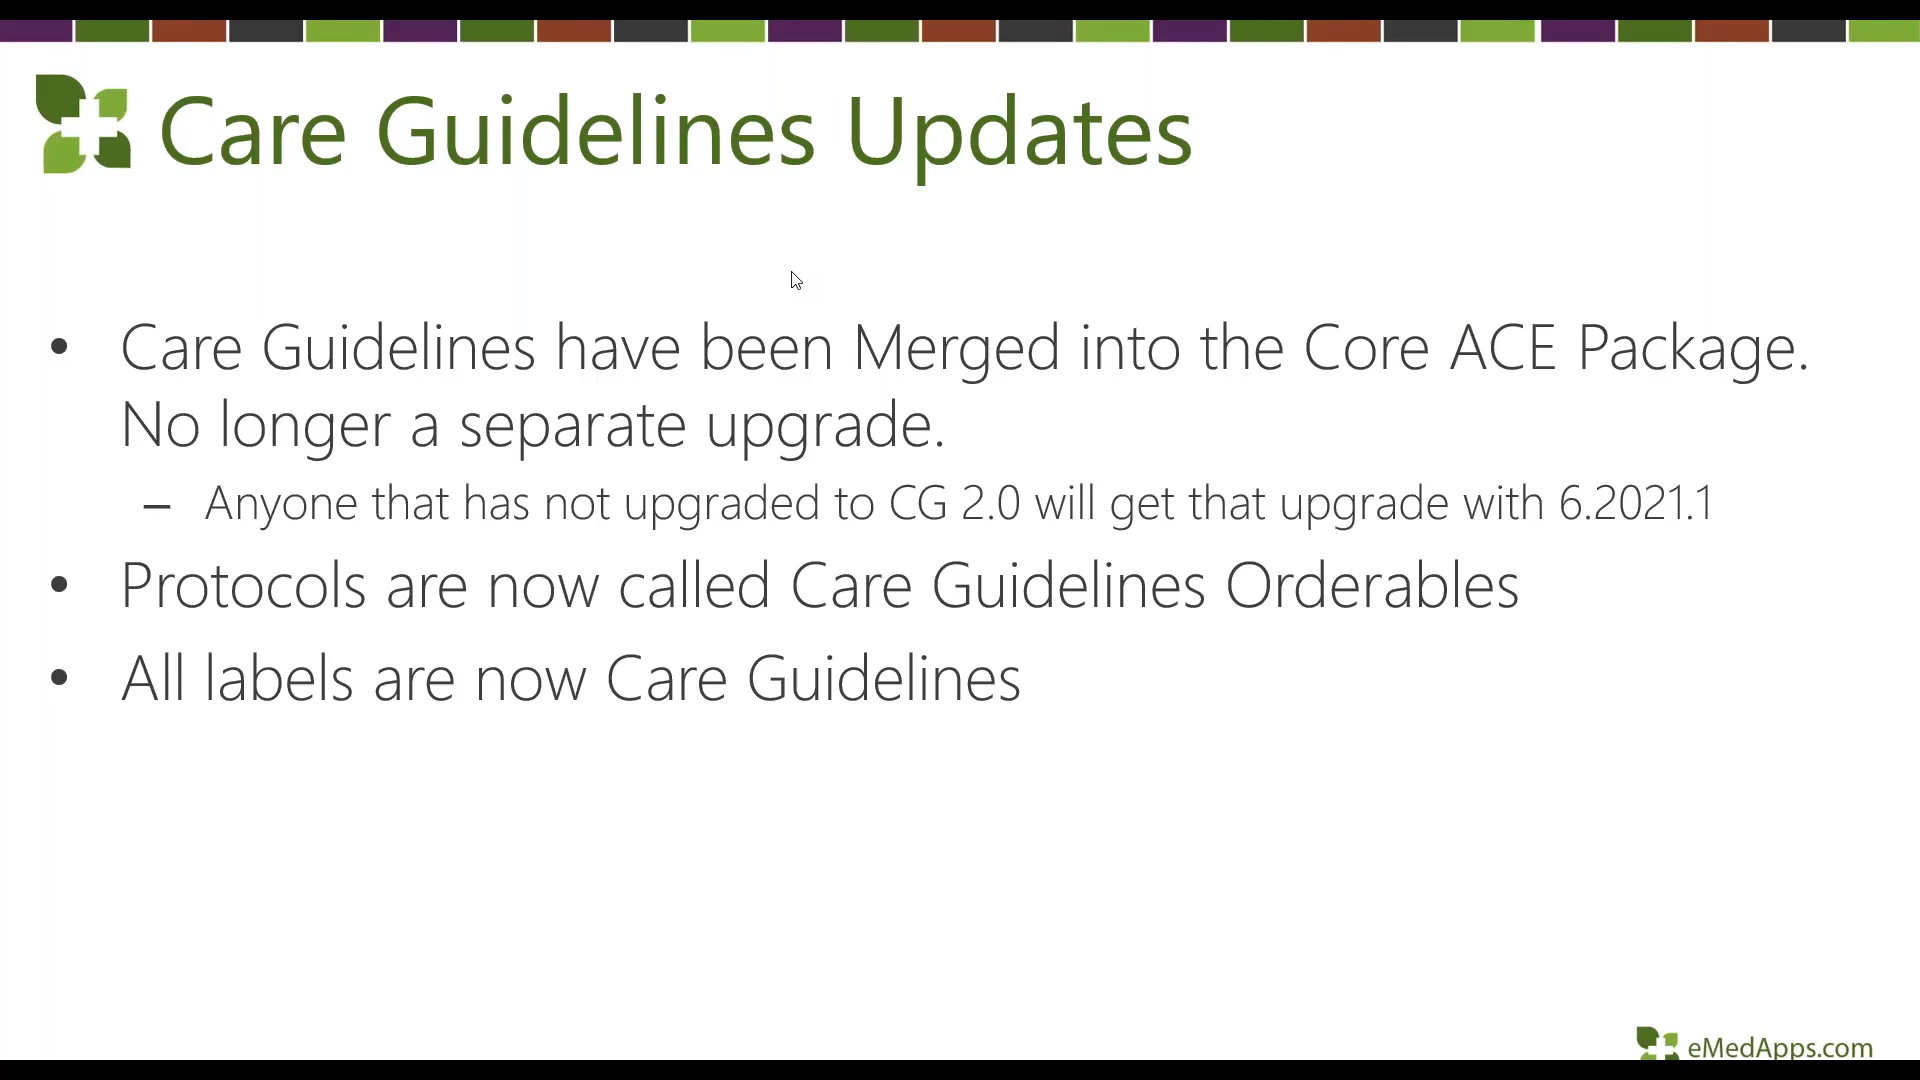 Care Guidelines Updates
• Care Guidelines have been Merged into the Core ACE Package.
No longer a separate upgrade.
– Anyone that has not upgraded to CG 2.0 will get that upgrade with 6.2021.1
• Protocols are now called Care Guidelines Orderables
• All labels are now Care Guidelines
eMedApps.com